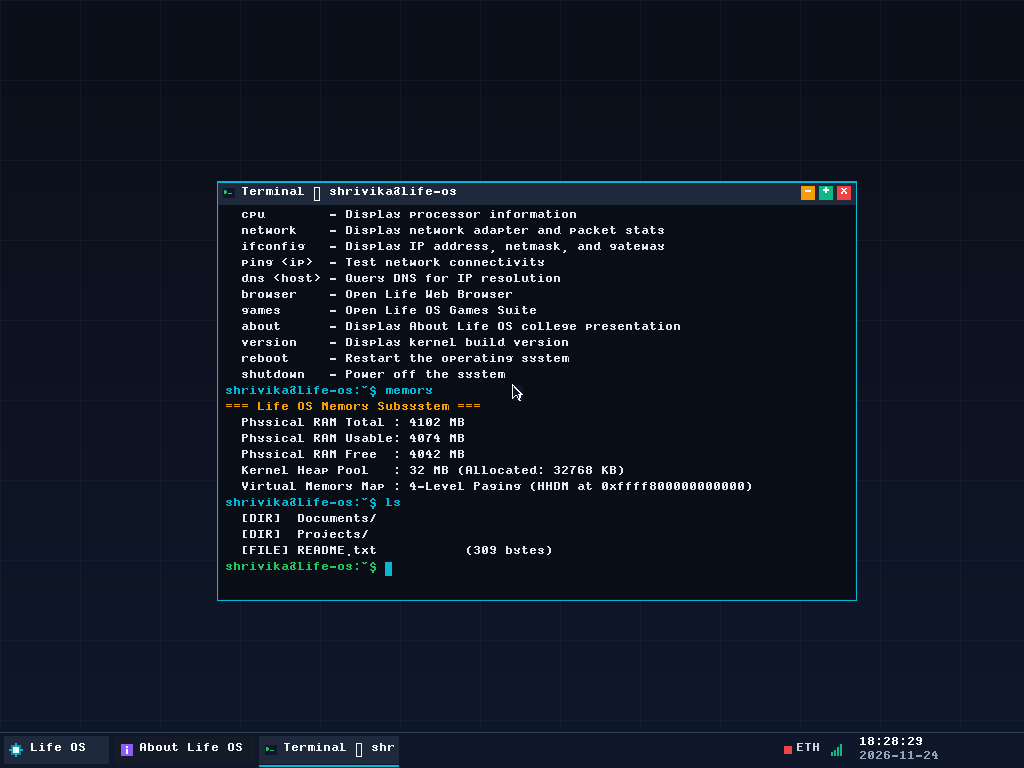 Terminal ▯ shrivika@life-os
cpu - Display processor information
network - Display network adapter and packet stats
ifconfig - Display IP address, netmask, and gateway
ping <ip> - Test network connectivity
dns <host> - Query DNS for IP resolution
browser - Open Life Web Browser
games - Open Life OS Games Suite
about - Display About Life OS college presentation
version - Display kernel build version
reboot - Restart the operating system
shutdown - Power off the system
shrivika@life-os:~$ memory
=== Life OS Memory Subsystem ===
Physical RAM Total : 4102 MB
Physical RAM Usable: 4074 MB
Physical RAM Free : 4042 MB
Kernel Heap Pool : 32 MB (Allocated: 32768 KB)
Virtual Memory Map : 4-Level Paging (HHDM at 0xffff800000000000)
shrivika@life-os:~$ ls
[DIR] Documents/
[DIR] Projects/
[FILE] README.txt (309 bytes)
shrivika@life-os:~$
Life OS
About Life OS
Terminal ▯ shr
ETH
18:28:29
2026-11-24